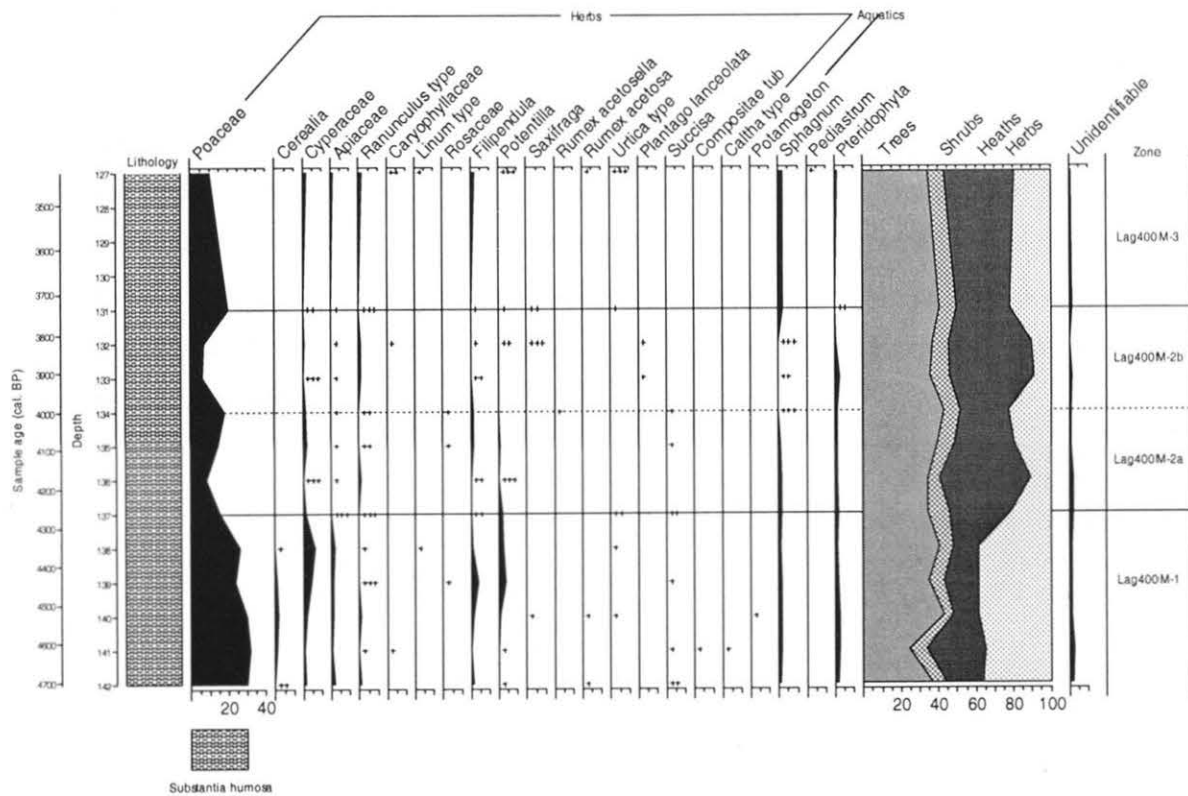 Herbs
Aquatics
Poaceae
Cerealia
Cyperaceae
Apiaceae
Ranunculus type
Caryophyllaceae
Linum type
Rosaceae
Filipendula
Potentilla
Saxifraga
Rumex acetosella
Rumex acetosa
Urtica type
Plantago lanceolata
Succisa
Compositae tub
Caltha type
Potamogeton
Sphagnum
Pediastrum
Pteridophyta
Trees
Shrubs
Heaths
Herbs
Unidentifiable
Lithology
Zone
Sample age (cal. BP)
3500
3600
3700
3800
3900
4000
4100
4200
4300
4400
4500
4600
4700
Depth
127
128
129
130
131
132
133
134
135
136
137
138
139
140
141
142
Lag400M-3
Lag400M-2b
Lag400M-2a
Lag400M-1
20 40
20 40 60 80 100
Substantia humosa